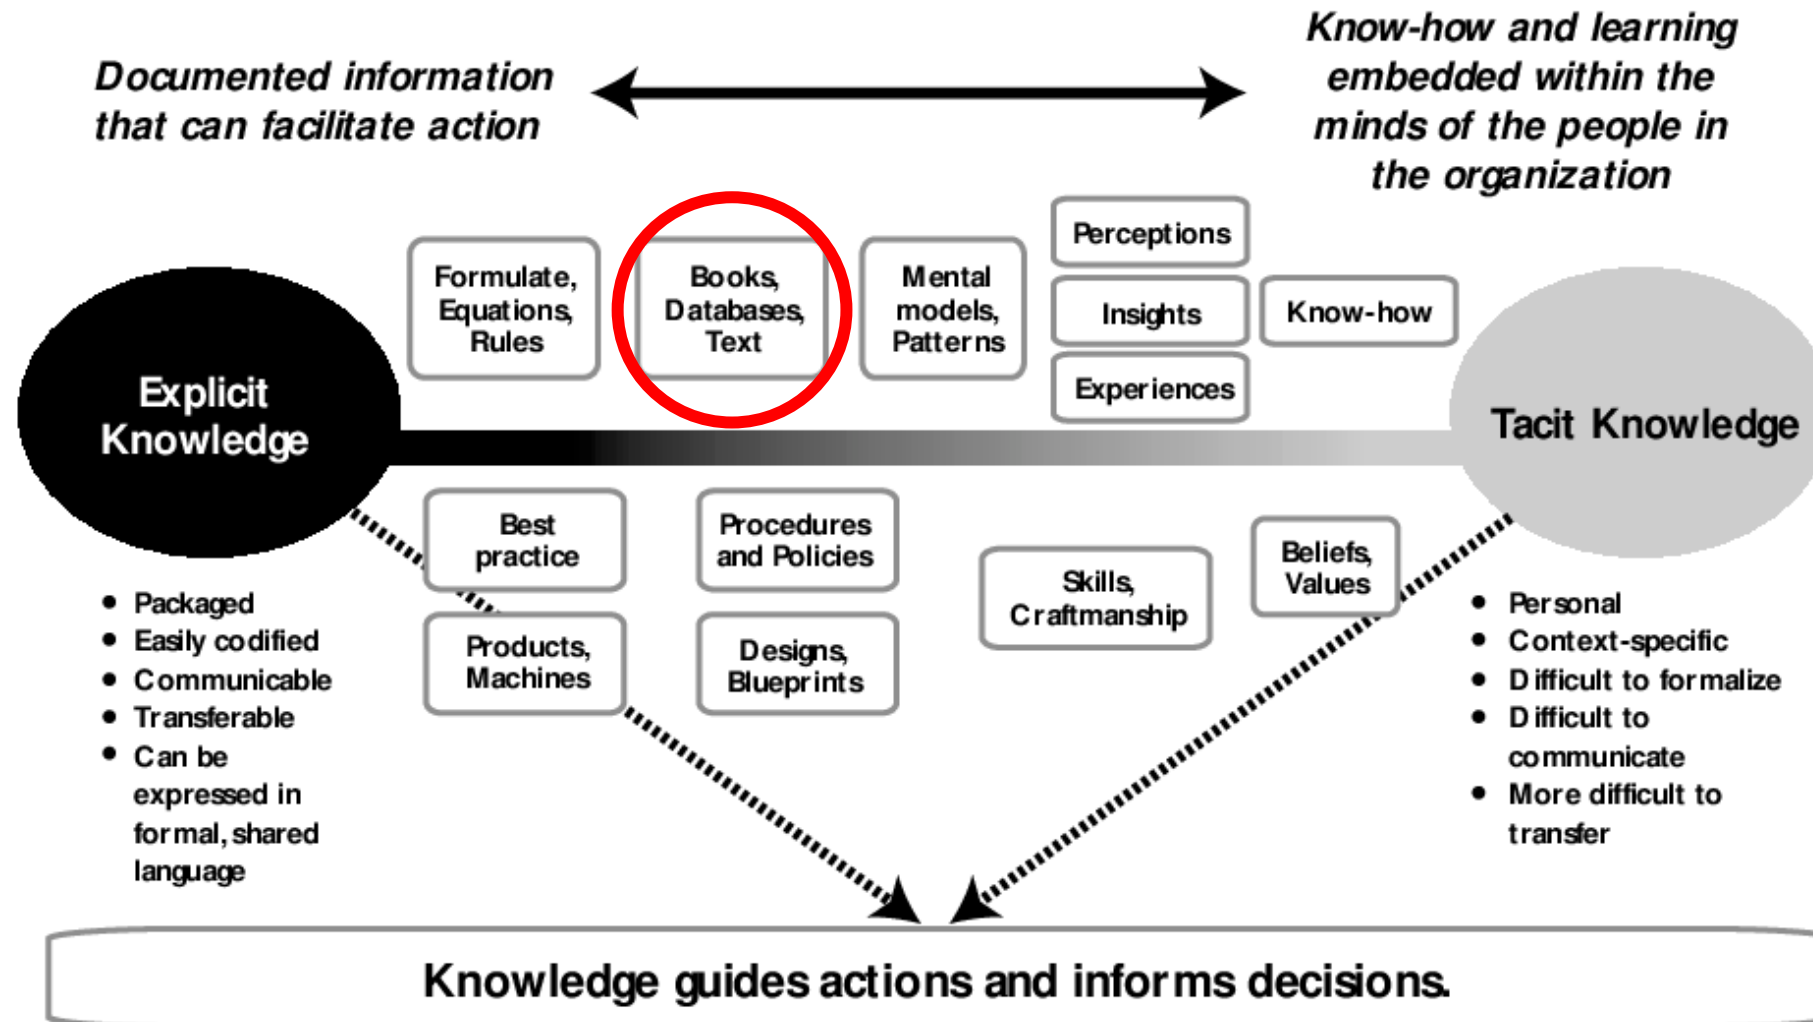 Documented information
that can facilitate action
Know-how and learning
embedded within the
minds of the people in
the organization
Formulate,
Equations,
Rules
Books,
Databases,
Text
Mental
models,
Patterns
Perceptions
Insights
Experiences
Know-how
Explicit
Knowledge
Tacit Knowledge
Best
practice
Procedures
and Policies
Products,
Machines
Designs,
Blueprints
Skills,
Craftmanship
Beliefs,
Values
• Packaged
• Easily codified
• Communicable
• Transferable
• Can be
expressed in
formal, shared
language
• Personal
• Context-specific
• Difficult to formalize
• Difficult to
communicate
• More difficult to
transfer
Knowledge guides actions and informs decisions.